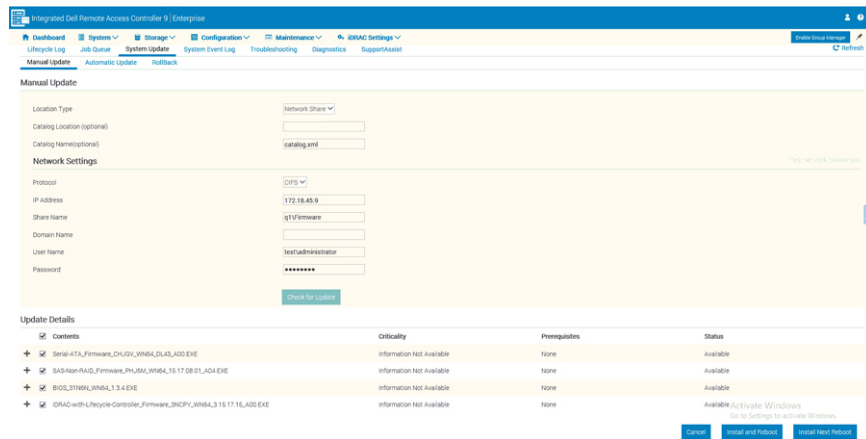 Integrated Dell Remote Access Controller 9 | Enterprise
Dashboard System Storage Configuration Maintenance iDRAC Settings Enable Group Manager
Lifecycle Log Job Queue System Update System Event Log Troubleshooting Diagnostics SupportAssist Refresh
Manual Update Automatic Update RollBack
Manual Update
Location Type Network Share
Catalog Location (optional)
Catalog Name(optional) catalog.xml
Network Settings Test network connection
Protocol CIFS
IP Address 172.18.45.9
Share Name q1\Firmware
Domain Name
User Name test\administrator
Password ••••••••
Check for Update
Update Details
Contents Criticality Prerequisites Status
Serial-ATA_Firmware_CHJGV_WN64_DL43_A00.EXE Information Not Available None Available
SAS-Non-RAID_Firmware_PHJ6M_WN64_15.17.08.01_A04.EXE Information Not Available None Available
BIOS_31N6N_WN64_1.3.4.EXE Information Not Available None Available
iDRAC-with-Lifecycle-Controller_Firmware_3NCPY_WN64_3.15.17.15_A00.EXE Information Not Available None Available
Activate Windows
Go to Settings to activate Windows.
Cancel Install and Reboot Install Next Reboot